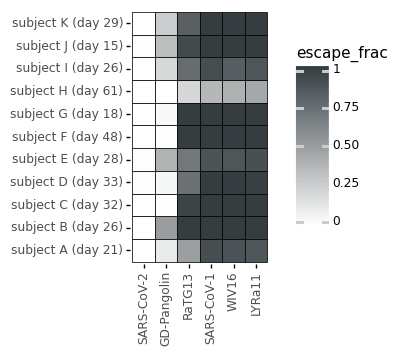 subject K (day 29)
subject J (day 15)
subject I (day 26)
subject H (day 61)
subject G (day 18)
subject F (day 48)
subject E (day 28)
subject D (day 33)
subject C (day 32)
subject B (day 26)
subject A (day 21)
SARS-CoV-2
GD-Pangolin
RaTG13
SARS-CoV-1
WIV16
LYRa11
escape_frac
1
0.75
0.50
0.25
0